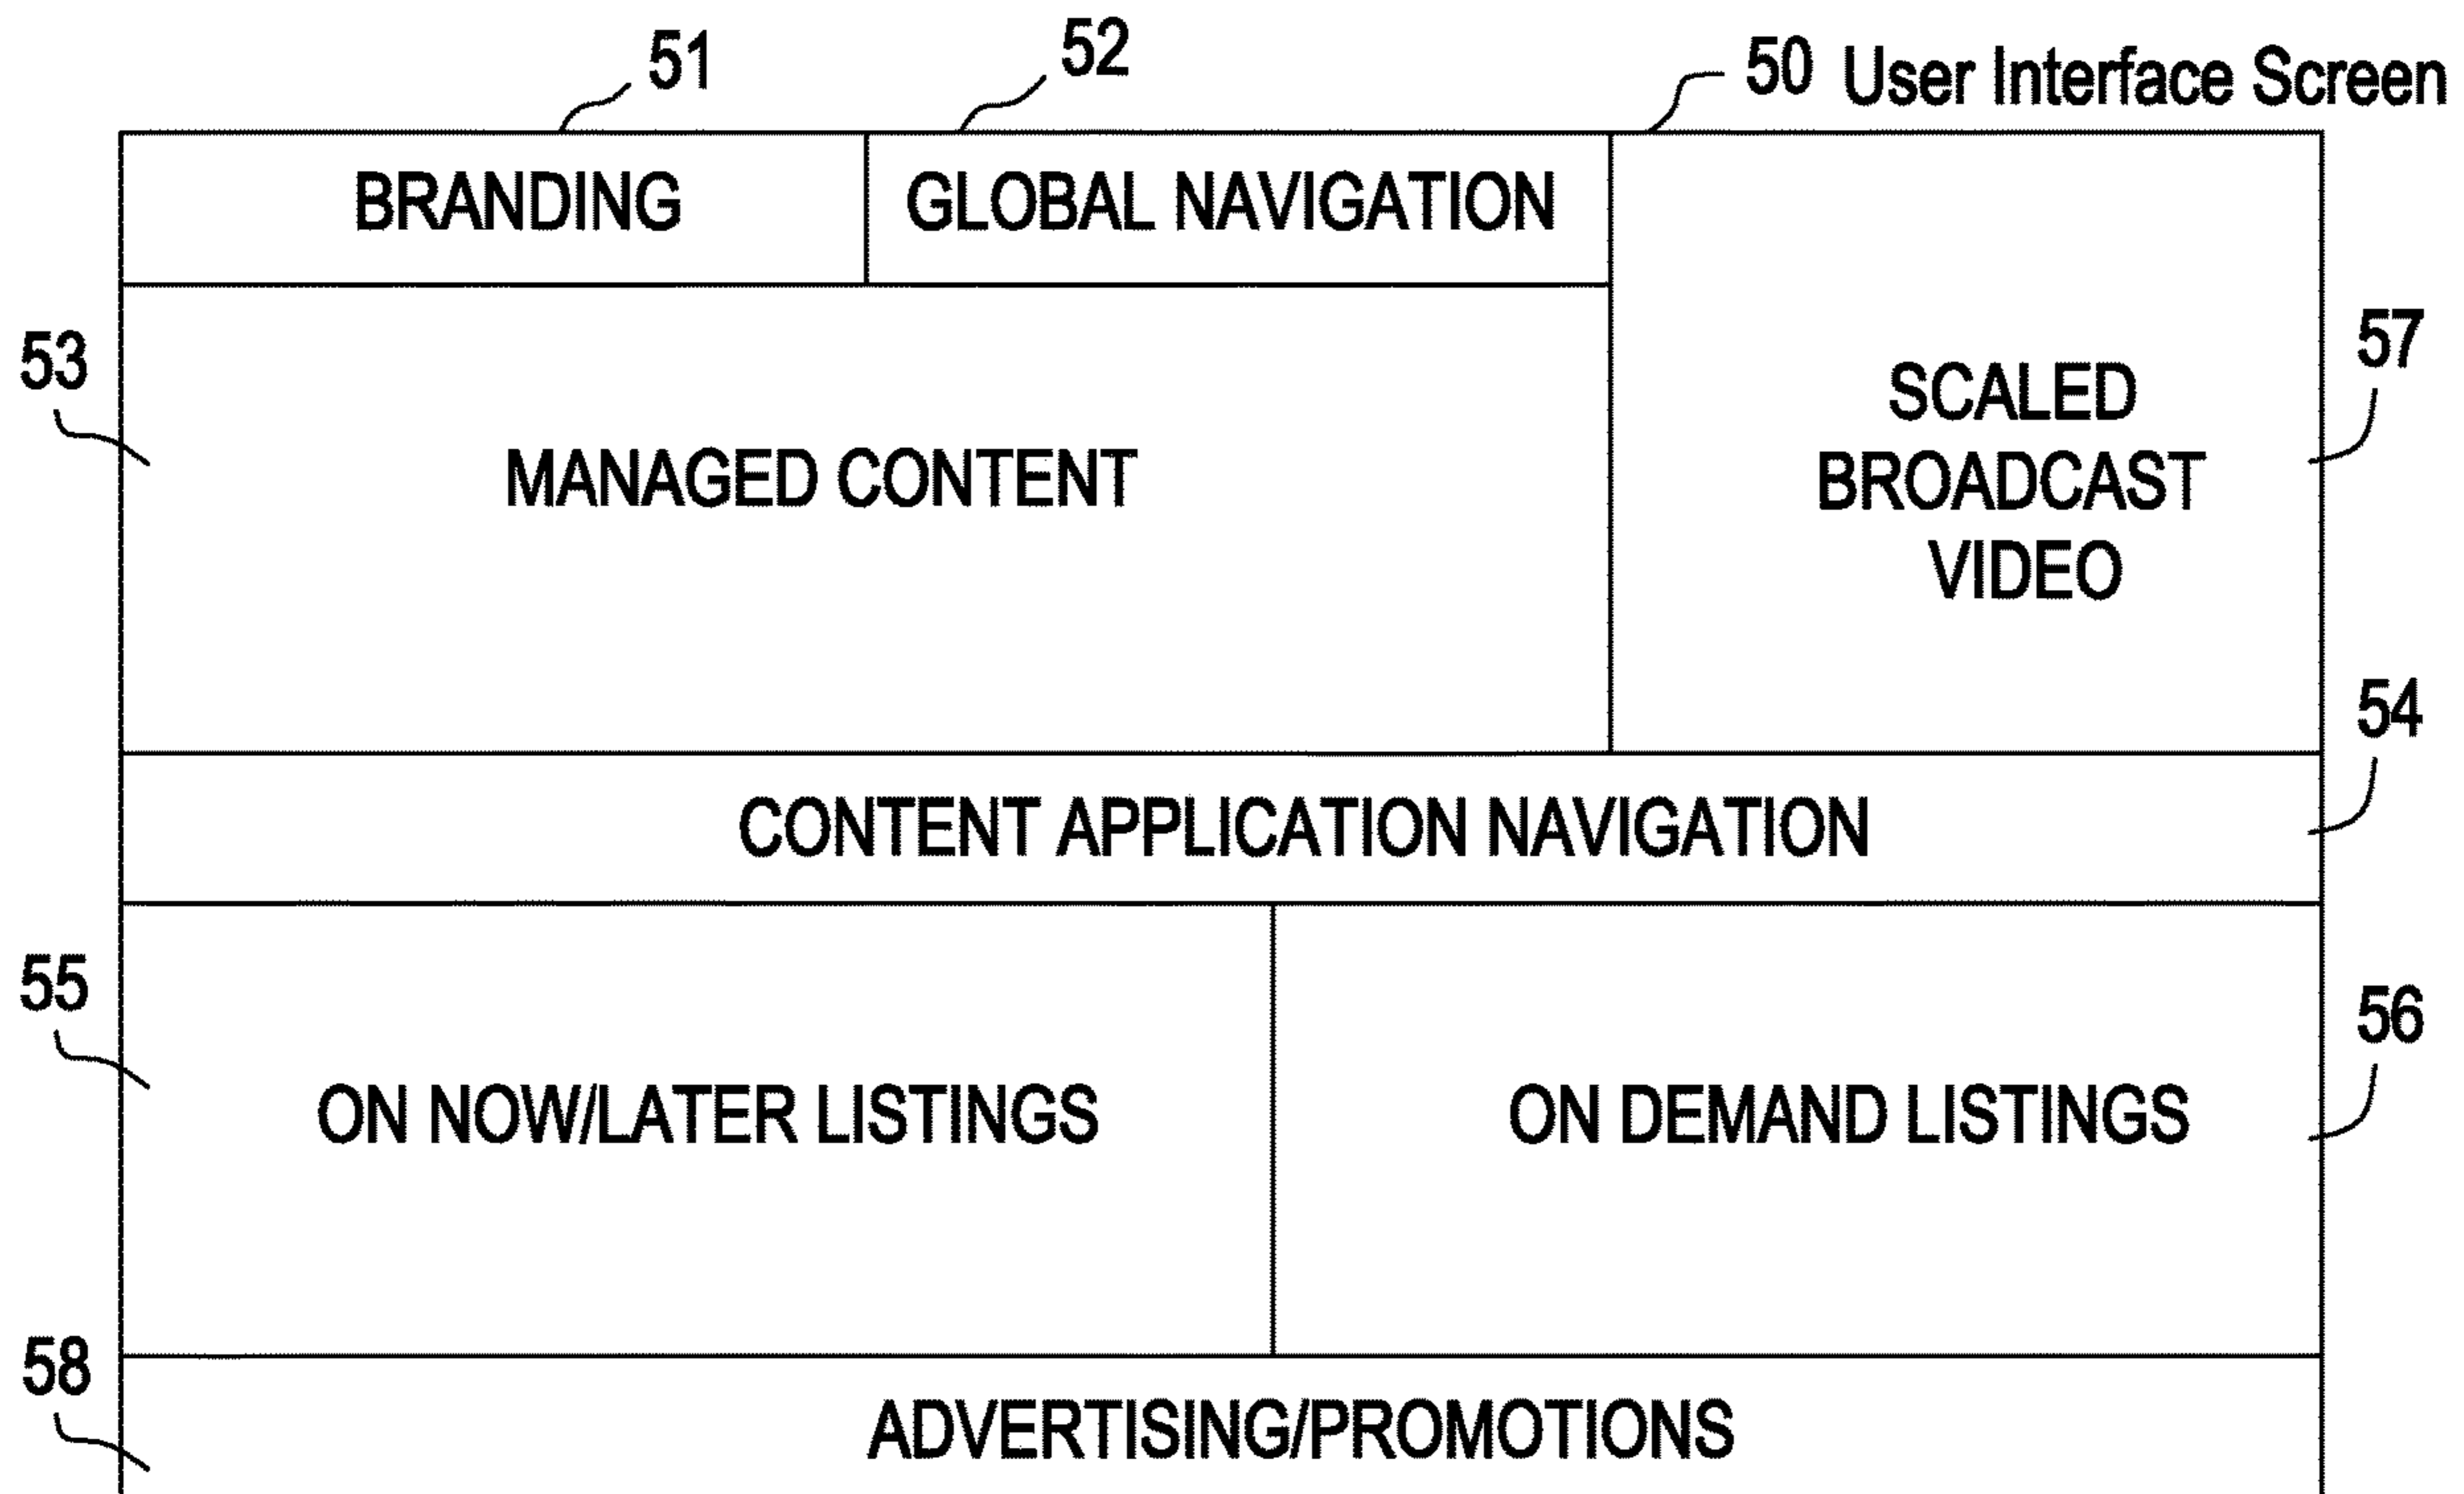 51
52
50 User Interface Screen
BRANDING
GLOBAL NAVIGATION
53
MANAGED CONTENT
SCALED
BROADCAST
VIDEO
57
54
CONTENT APPLICATION NAVIGATION
55
ON NOW/LATER LISTINGS
ON DEMAND LISTINGS
56
58
ADVERTISING/PROMOTIONS